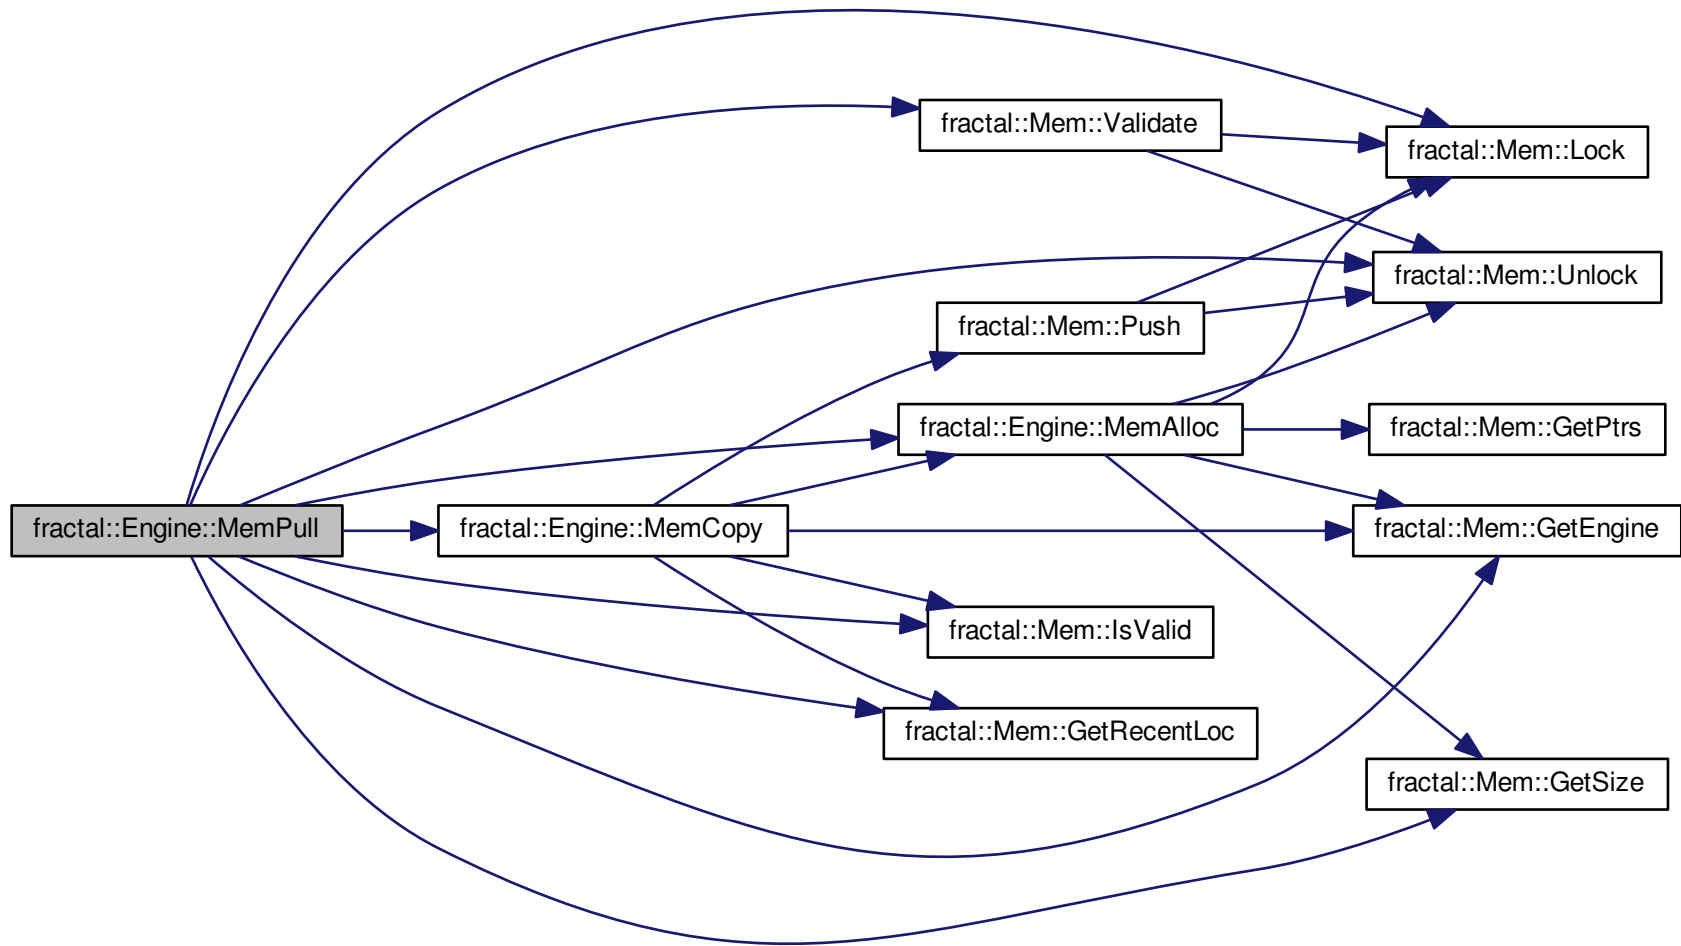 fractal::Mem::Validate
fractal::Mem::Lock
fractal::Mem::Unlock
fractal::Mem::Push
fractal::Engine::MemAlloc
fractal::Mem::GetPtrs
fractal::Engine::MemPull
fractal::Engine::MemCopy
fractal::Mem::GetEngine
fractal::Mem::IsValid
fractal::Mem::GetRecentLoc
fractal::Mem::GetSize